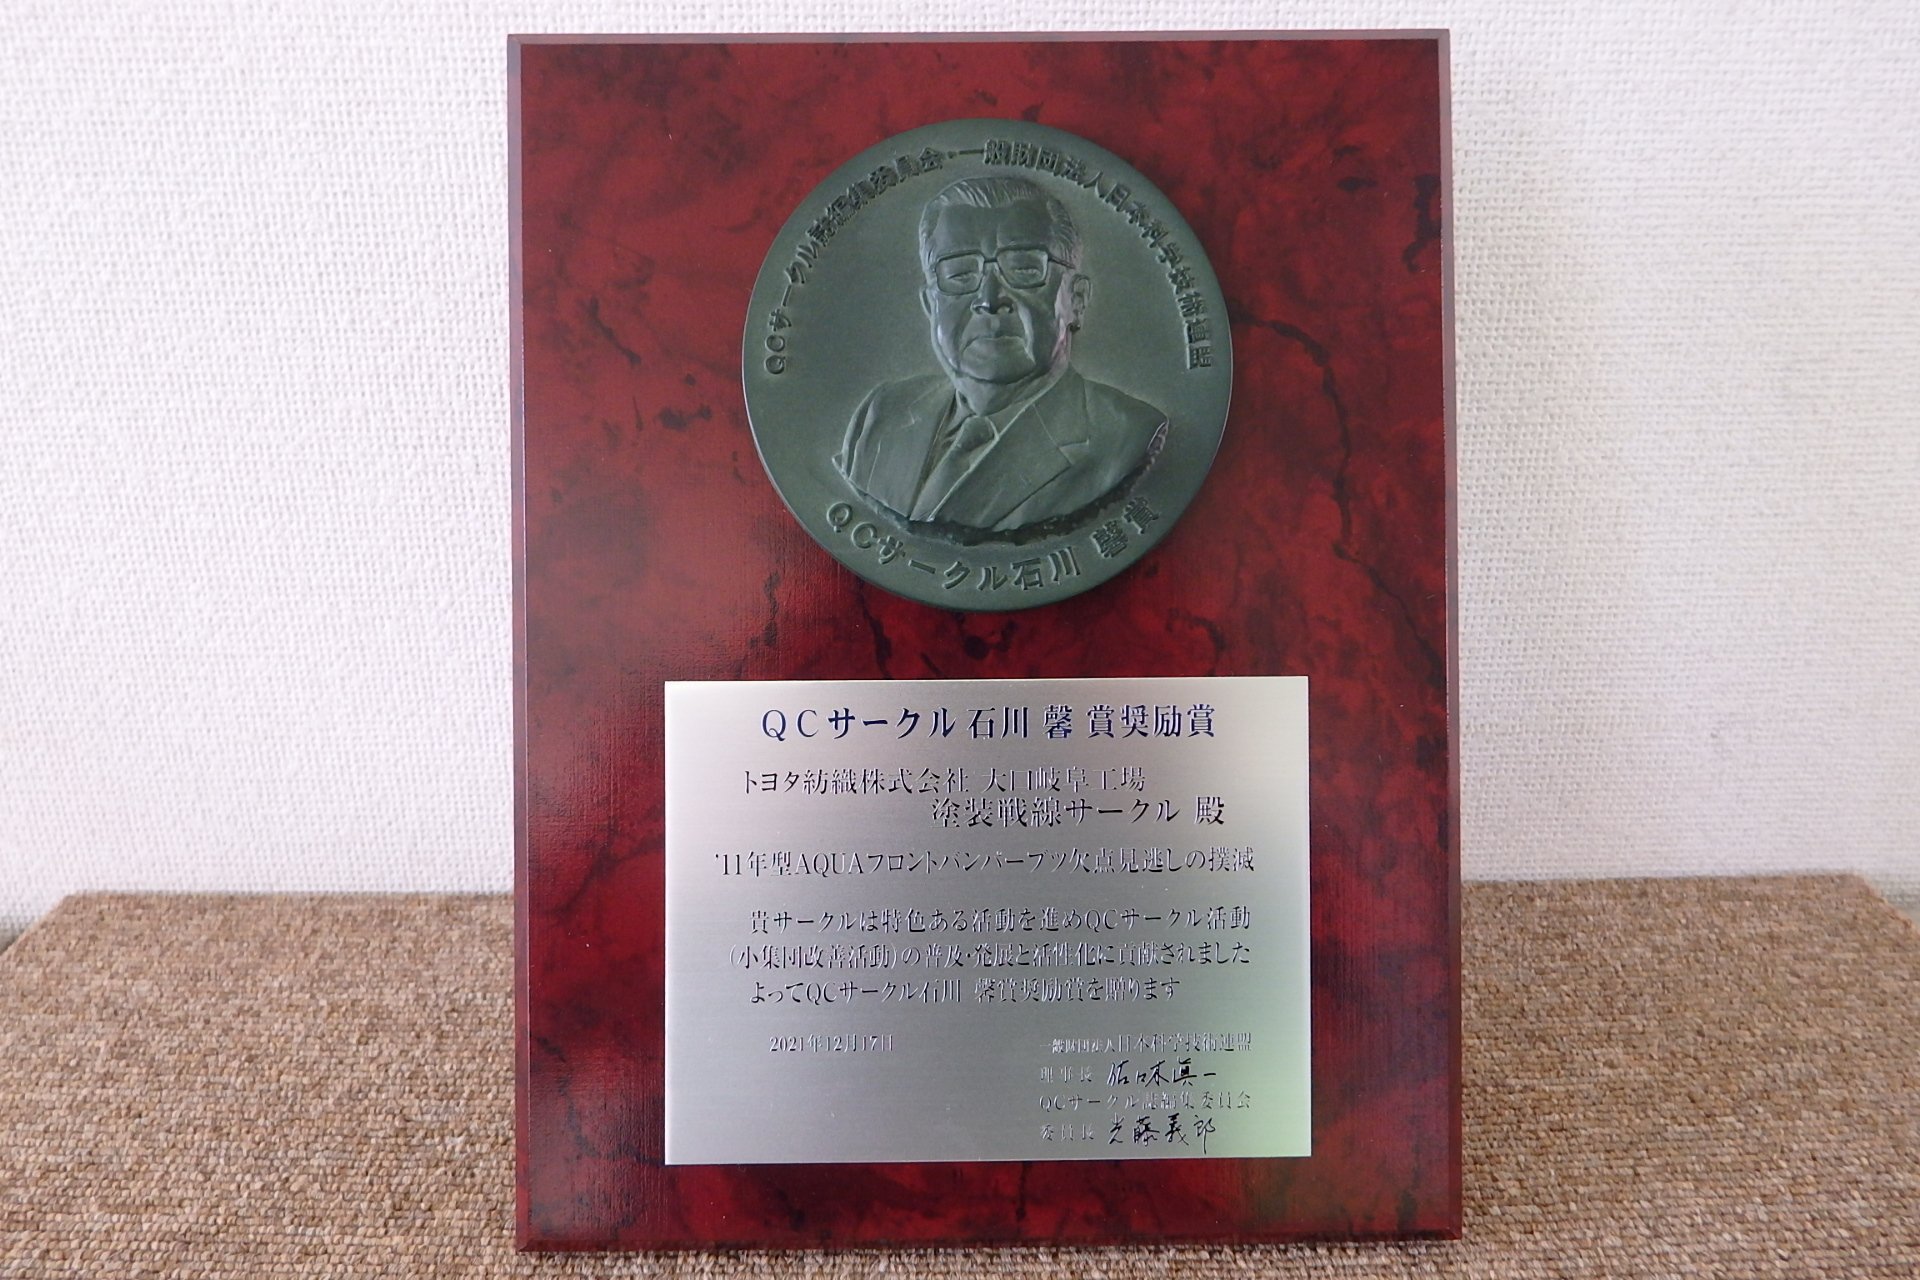 QCサークル誌編集委員会・一般財団法人日本科学技術連盟
QCサークル石川 馨賞
QCサークル 石川 馨 賞奨励賞
トヨタ紡織株式会社 大口岐阜工場
塗装戦線サークル 殿
'11年型AQUAフロントバンパーブツ欠点見逃しの撲滅
貴サークルは特色ある活動を進めQCサークル活動
(小集団改善活動)の普及・発展と活性化に貢献されました
よってQCサークル石川 馨賞奨励賞を贈ります
2021年12月17日
一般財団法人日本科学技術連盟
理事長 佐々木眞一
QCサークル誌編集委員会
委員長 光藤義郎